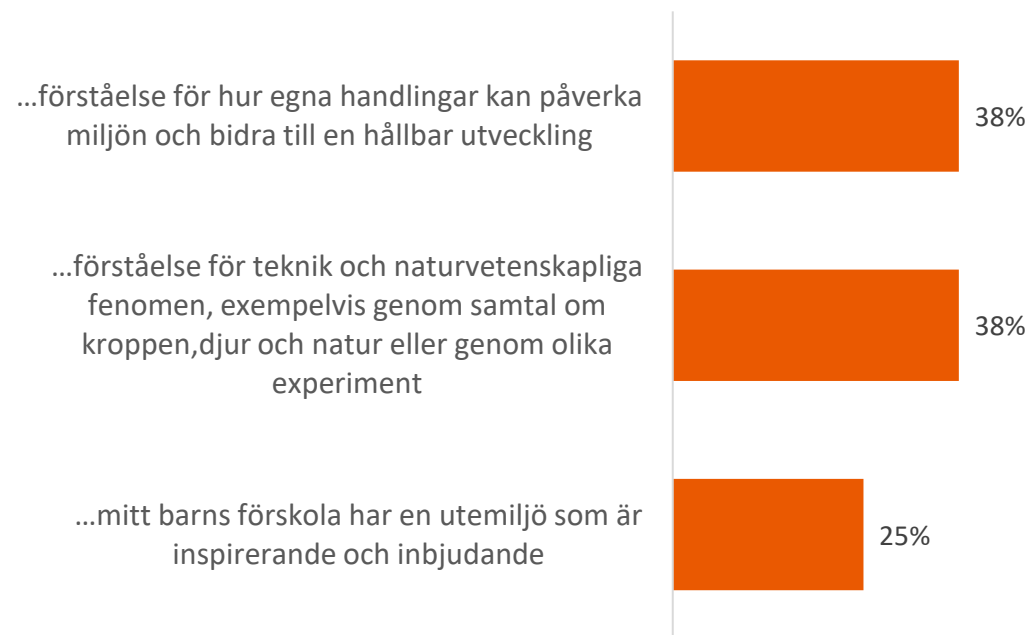 …förståelse för hur egna handlingar kan påverka
miljön och bidra till en hållbar utveckling
38%
…förståelse för teknik och naturvetenskapliga
fenomen, exempelvis genom samtal om
kroppen,djur och natur eller genom olika
experiment
38%
…mitt barns förskola har en utemiljö som är
inspirerande och inbjudande
25%